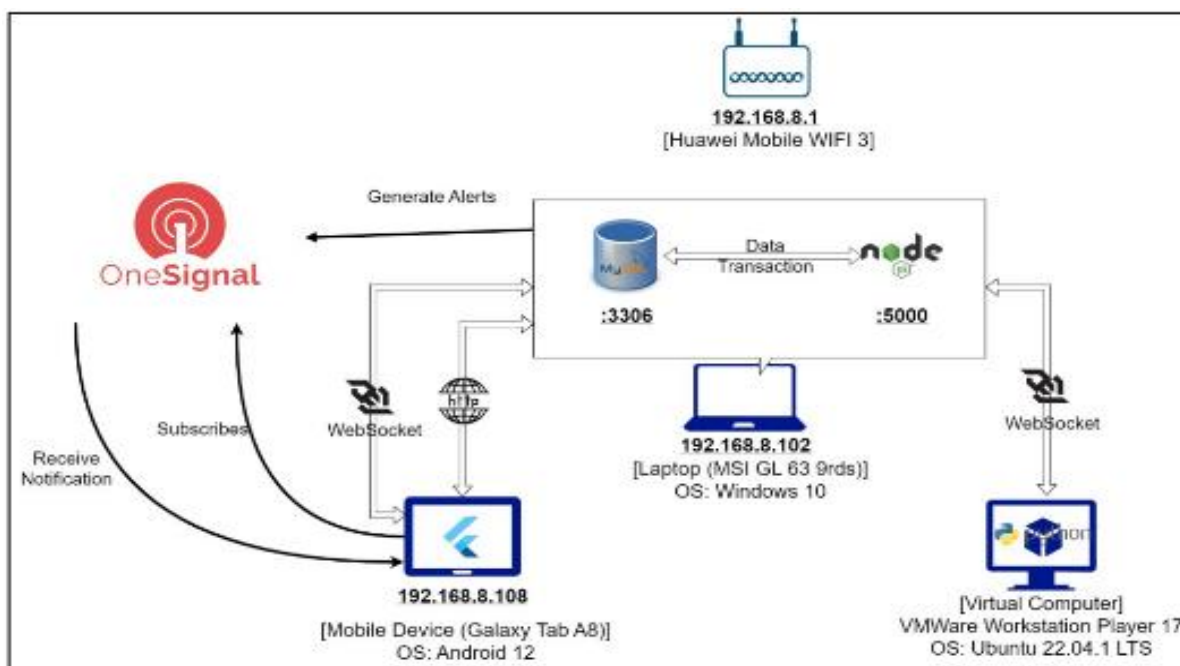 192.168.8.1
[Huawei Mobile WIFI 3]
Generate Alerts
OneSignal
MySQL
Data
Transaction
node
:3306
:5000
http
WebSocket
WebSocket
Subscribes
Receive
Notification
192.168.8.102
[Laptop (MSI GL 63 9rds)]
OS: Windows 10
python
192.168.8.108
[Mobile Device (Galaxy Tab A8)]
OS: Android 12
[Virtual Computer]
VMWare Workstation Player 17
OS: Ubuntu 22.04.1 LTS